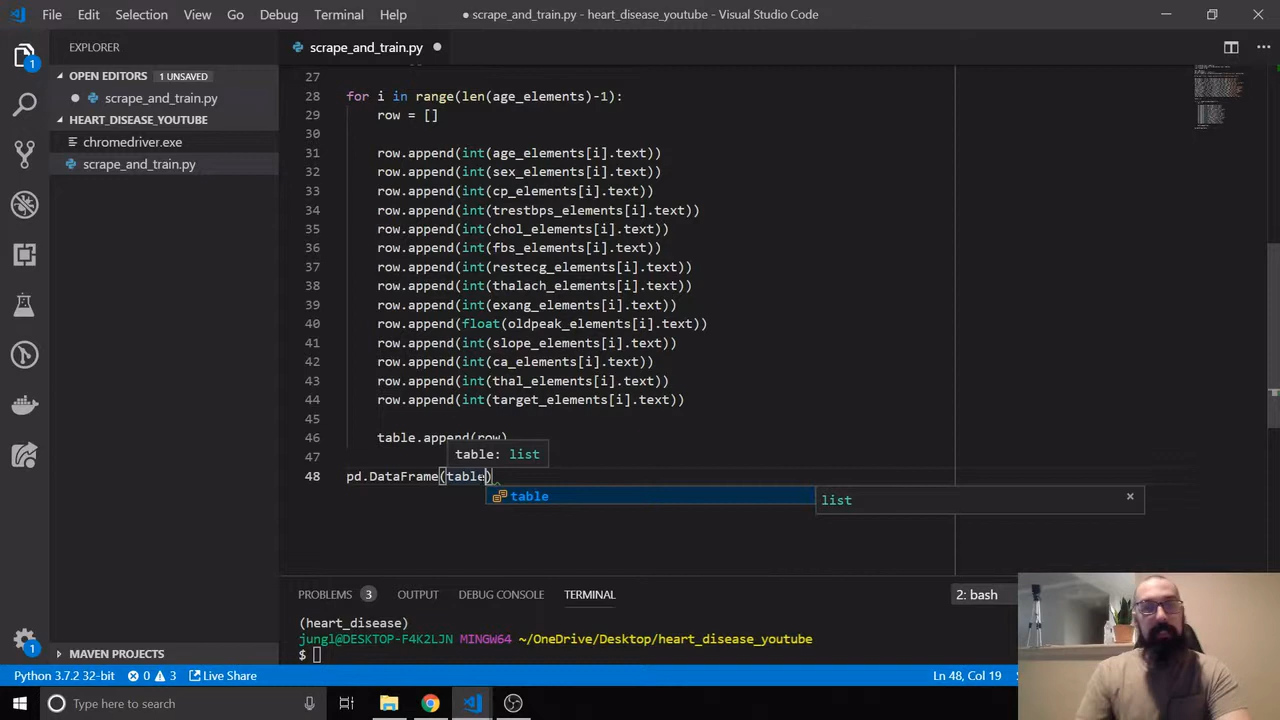 File Edit Selection View Go Debug Terminal Help
● scrape_and_train.py - heart_disease_youtube - Visual Studio Code
EXPLORER
scrape_and_train.py ●
OPEN EDITORS 1 UNSAVED
● scrape_and_train.py
HEART_DISEASE_YOUTUBE
chromedriver.exe
scrape_and_train.py
27
28 for i in range(len(age_elements)-1):
29 row = []
30
31 row.append(int(age_elements[i].text))
32 row.append(int(sex_elements[i].text))
33 row.append(int(cp_elements[i].text))
34 row.append(int(trestbps_elements[i].text))
35 row.append(int(chol_elements[i].text))
36 row.append(int(fbs_elements[i].text))
37 row.append(int(restecg_elements[i].text))
38 row.append(int(thalach_elements[i].text))
39 row.append(int(exang_elements[i].text))
40 row.append(float(oldpeak_elements[i].text))
41 row.append(int(slope_elements[i].text))
42 row.append(int(ca_elements[i].text))
43 row.append(int(thal_elements[i].text))
44 row.append(int(target_elements[i].text))
45
46 table.append(row)
47
table: list
48 pd.DataFrame(table)
table
list
PROBLEMS 3 OUTPUT DEBUG CONSOLE TERMINAL
2: bash
(heart_disease)
jungl@DESKTOP-F4K2LJN MINGW64 ~/OneDrive/Desktop/heart_disease_youtube
$
MAVEN PROJECTS
1
1
Python 3.7.2 32-bit 0 3 Live Share
Ln 48, Col 19
Type here to search